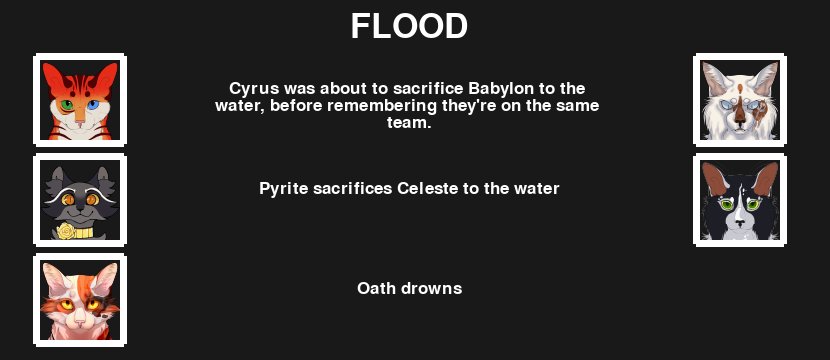 FLOOD
Cyrus was about to sacrifice Babylon to the
water, before remembering they're on the same
team.
Pyrite sacrifices Celeste to the water
Oath drowns